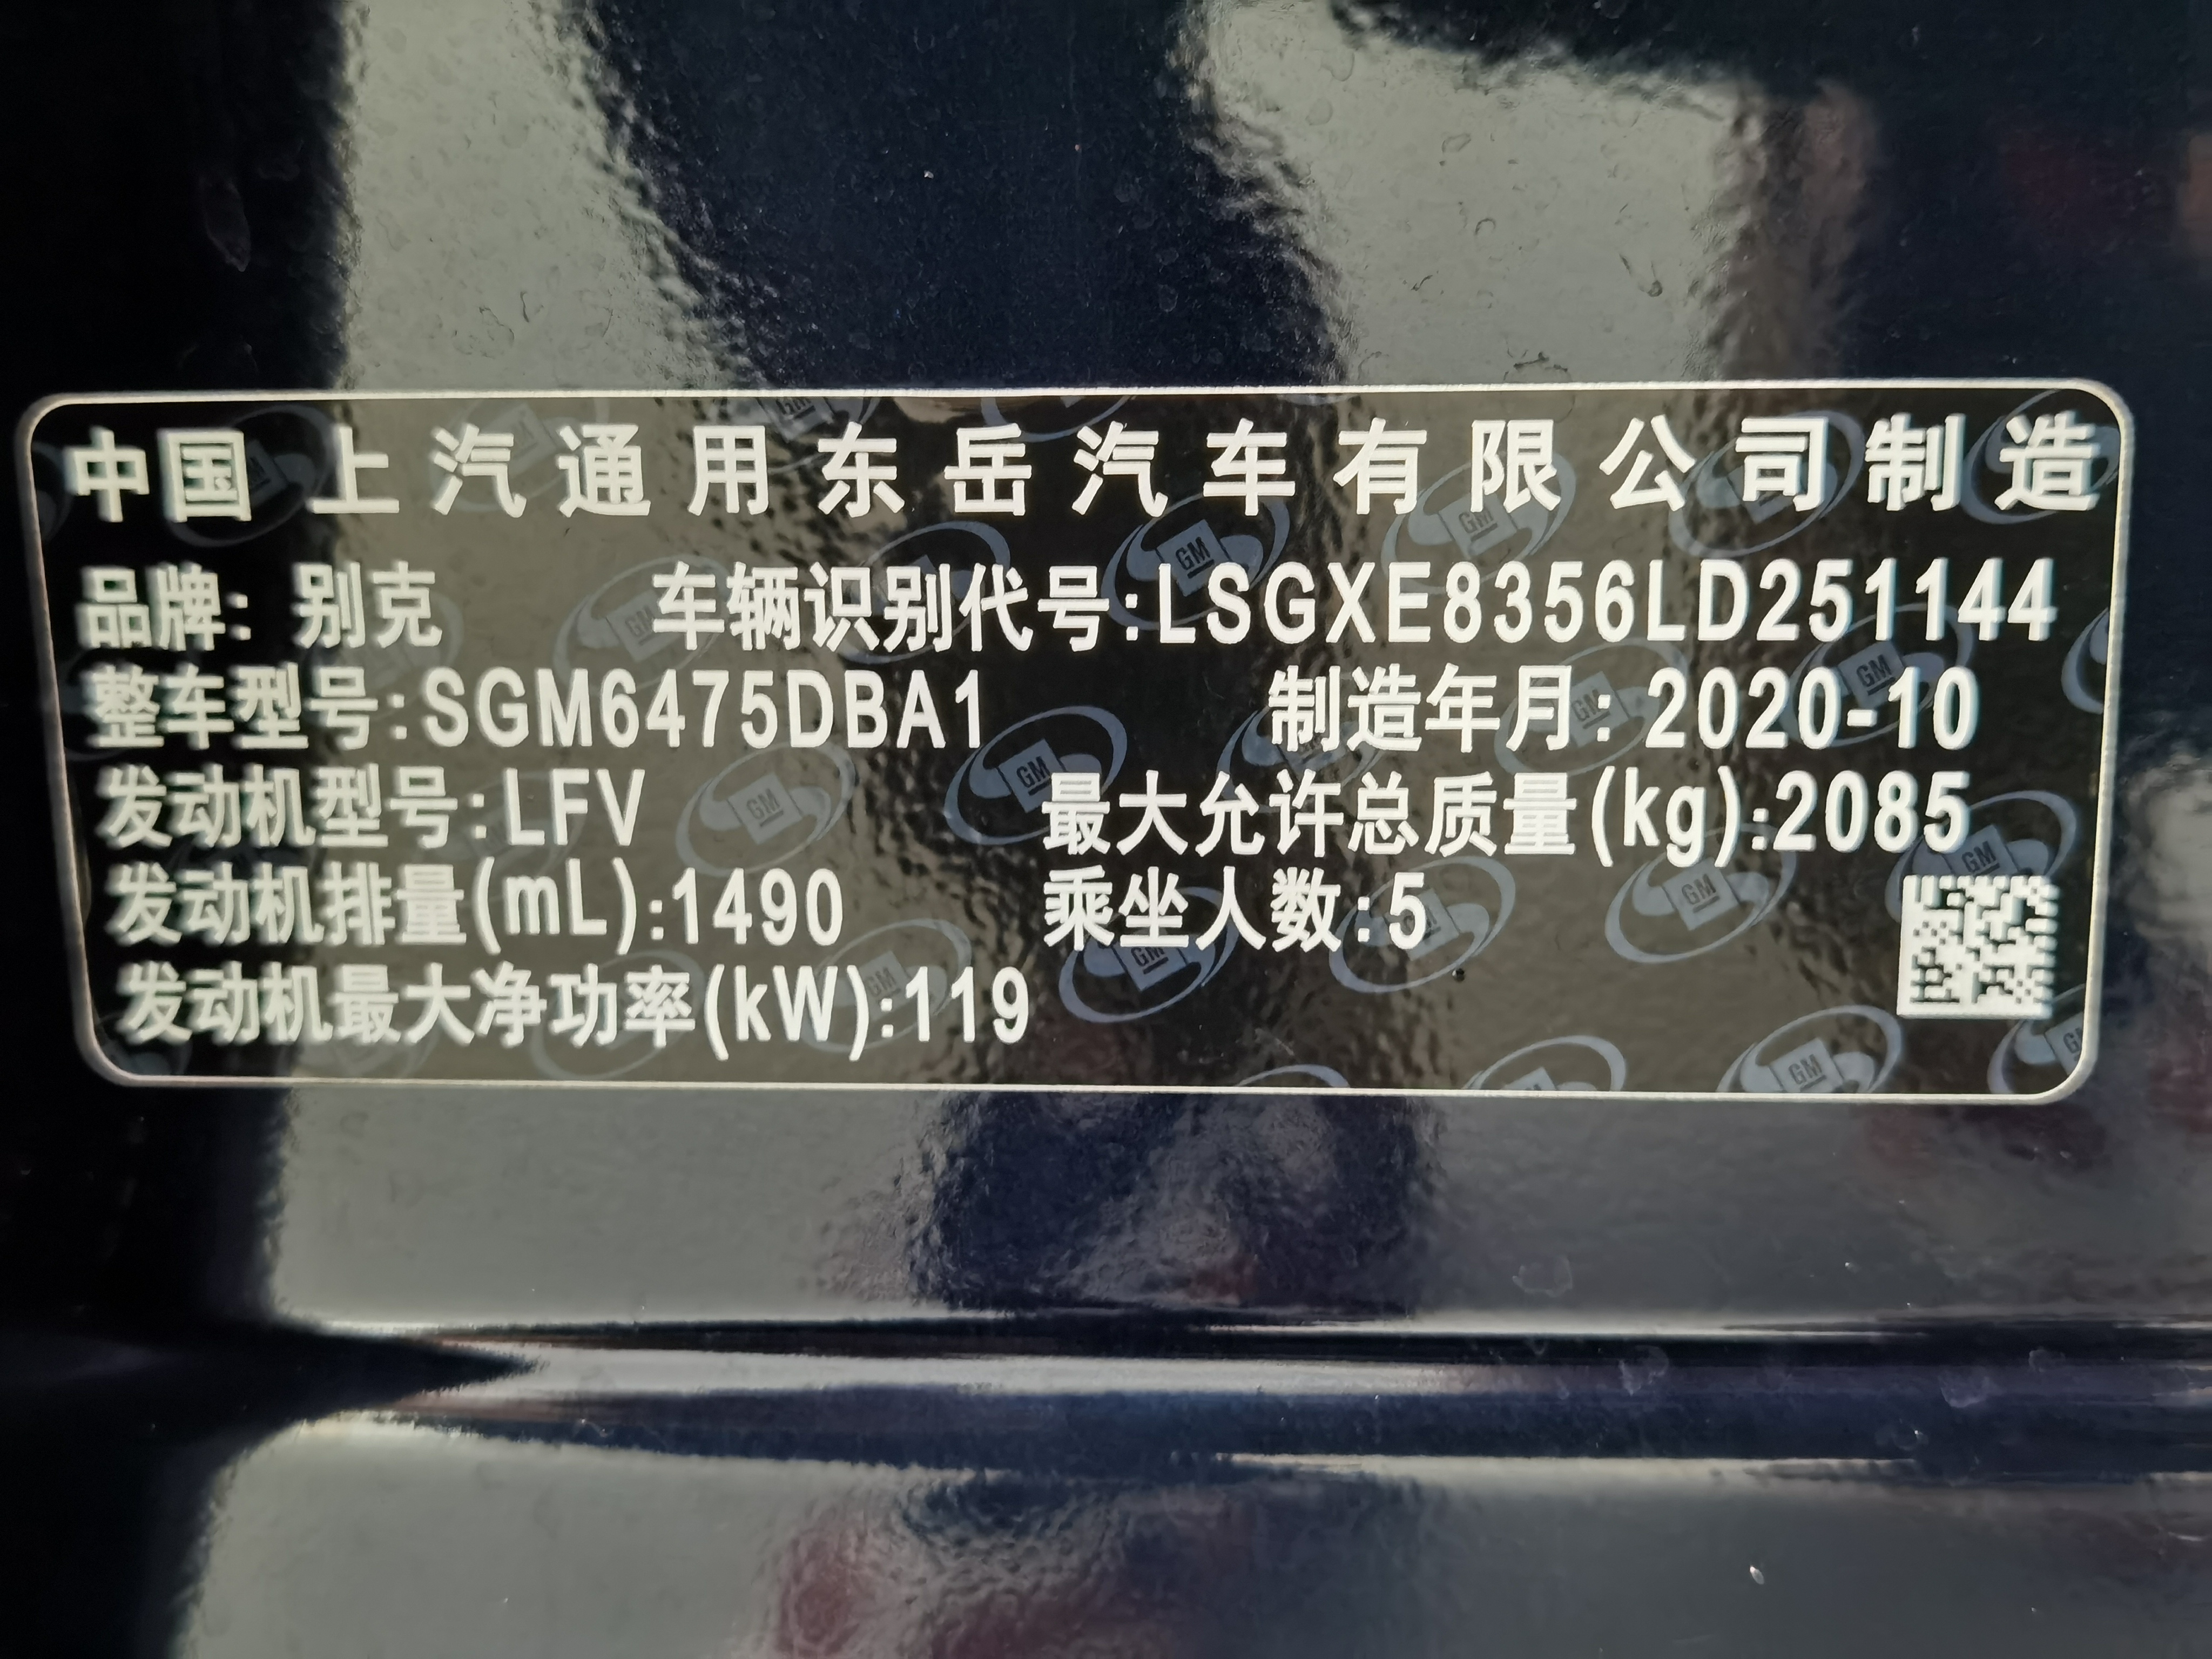 中国 上汽通用东岳汽车有限公司制造
品牌: 别克 车辆识别代号:LSGXE8356LD251144
整车型号:SGM6475DBA1 制造年月: 2020-10
发动机型号:LFV 最大允许总质量(kg):2085
发动机排量(mL):1490 乘坐人数:5
发动机最大净功率(kW):119
GM